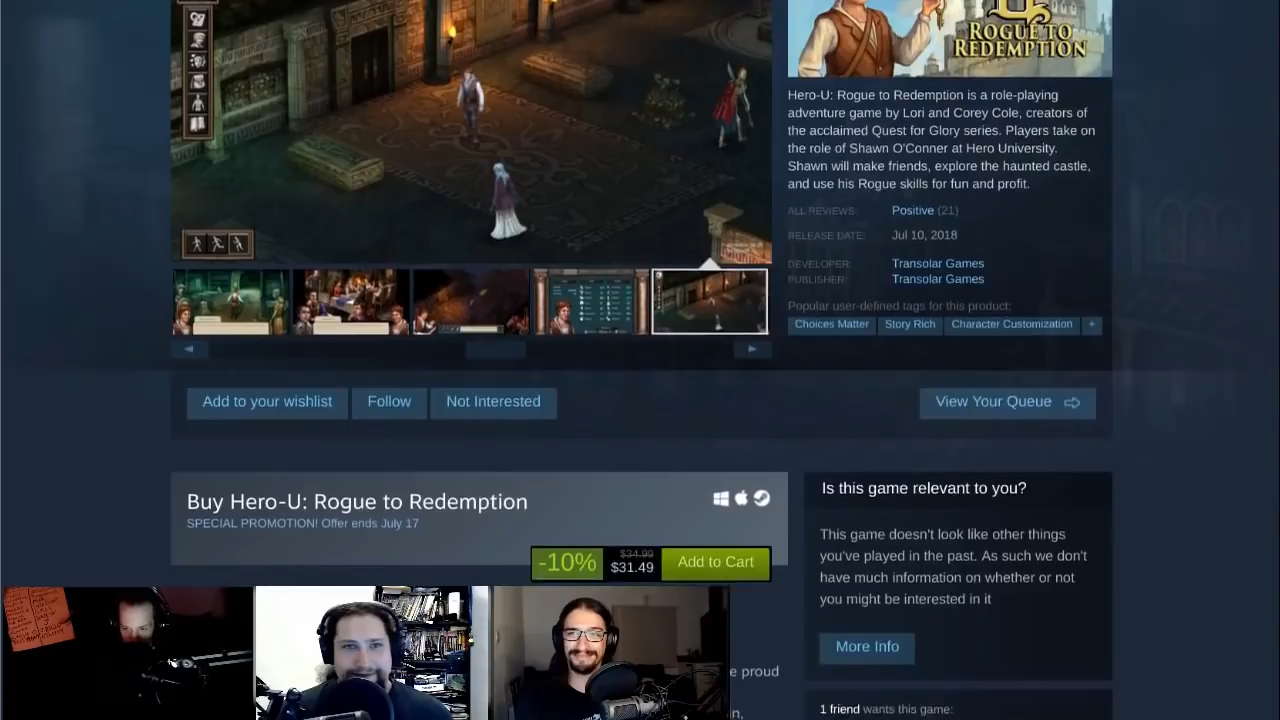 ROGUE TO
REDEMPTION
Hero-U: Rogue to Redemption is a role-playing
adventure game by Lori and Corey Cole, creators of
the acclaimed Quest for Glory series. Players take on
the role of Shawn O'Conner at Hero University.
Shawn will make friends, explore the haunted castle,
and use his Rogue skills for fun and profit.
ALL REVIEWS: Positive (21)
RELEASE DATE: Jul 10, 2018
DEVELOPER: Transolar Games
PUBLISHER: Transolar Games
Popular user-defined tags for this product:
Choices Matter Story Rich Character Customization +
Add to your wishlist Follow Not Interested View Your Queue
Buy Hero-U: Rogue to Redemption
SPECIAL PROMOTION! Offer ends July 17
-10% $34.99 $31.49 Add to Cart
Is this game relevant to you?
This game doesn't look like other things
you've played in the past. As such we don't
have much information on whether or not
you might be interested in it
More Info
e proud
n,
1 friend wants this game: